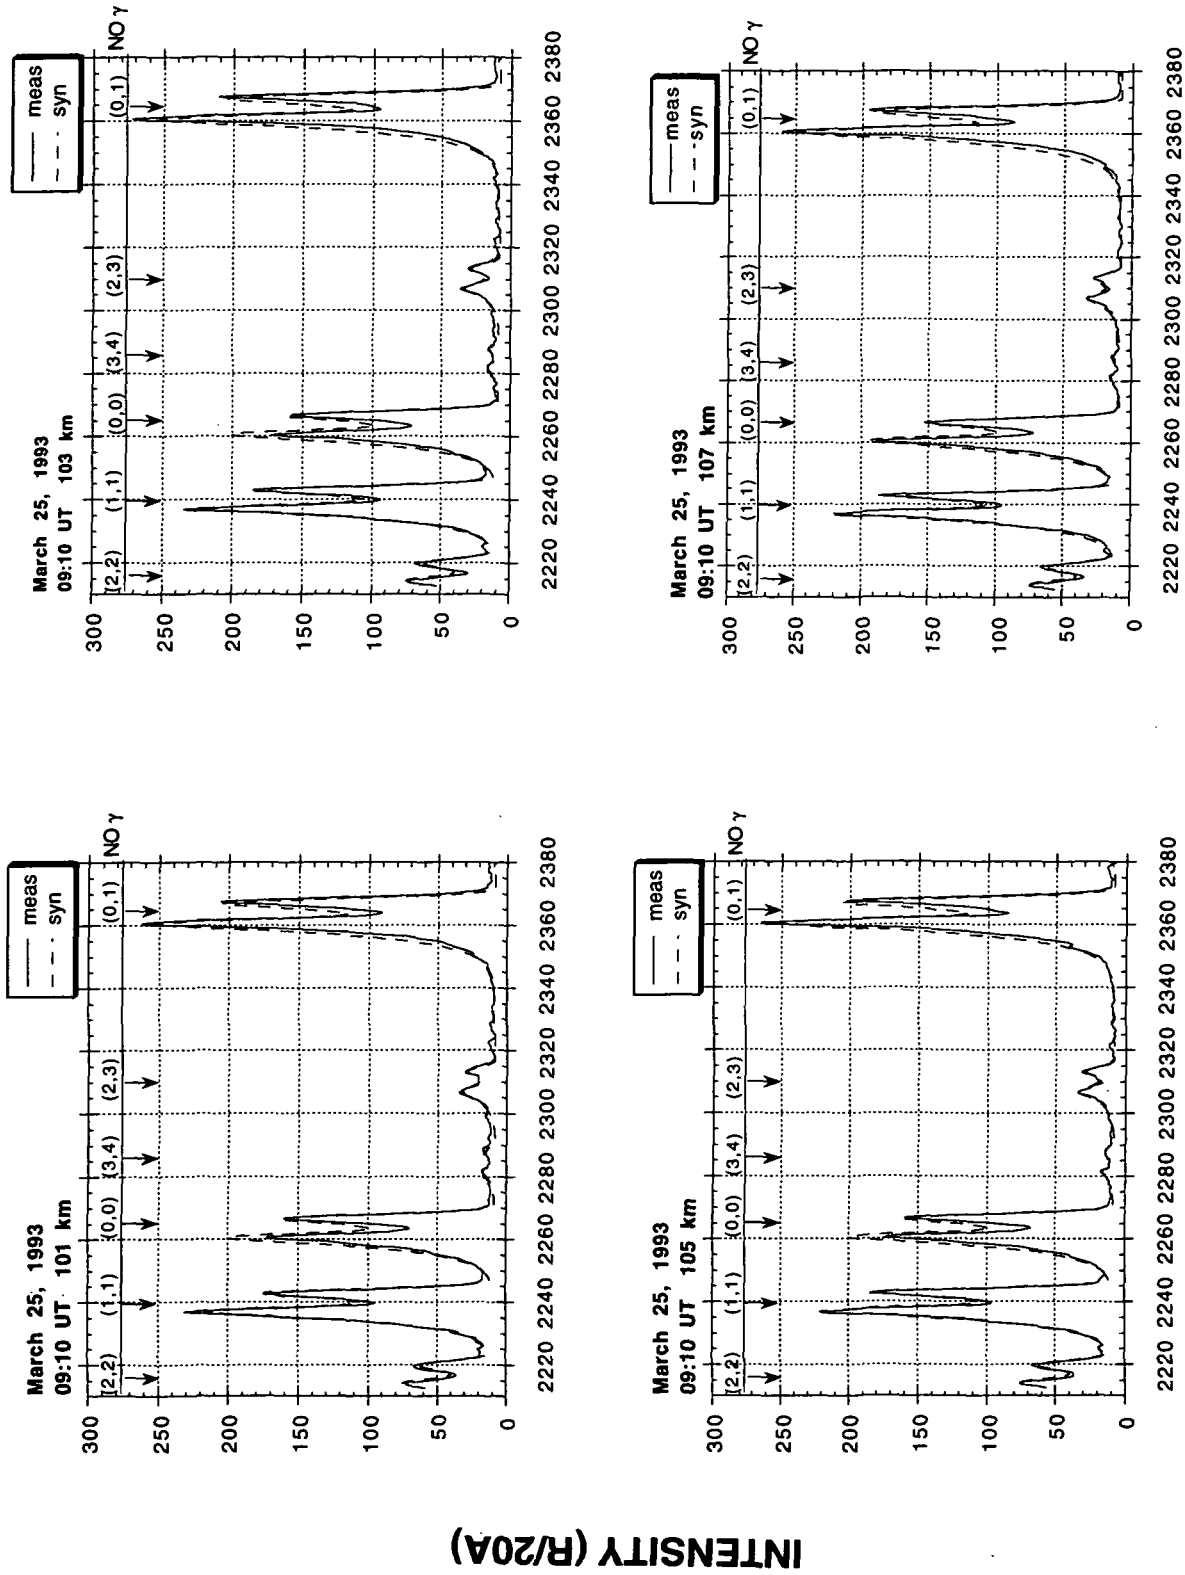 INTENSITY (R/20A)
March 25, 1993
09:10 UT 101 km
meas
syn
[2,2) (1,1) (0,0) (3,4) (2,3) (0,1) NO γ
300
250
200
150
100
50
0
2220 2240 2260 2280 2300 2320 2340 2360 2380
March 25, 1993
09:10 UT 103 km
meas
syn
[2,2) (1,1) (0,0) (3,4) (2,3) (0,1) NO γ
300
250
200
150
100
50
0
2220 2240 2260 2280 2300 2320 2340 2360 2380
March 25, 1993
09:10 UT 105 km
meas
syn
[2,2) (1,1) (0,0) (3,4) (2,3) (0,1) NO γ
300
250
200
150
100
50
0
2220 2240 2260 2280 2300 2320 2340 2360 2380
March 25, 1993
09:10 UT 107 km
meas
syn
[2,2) (1,1) (0,0) (3,4) (2,3) (0,1) NO γ
300
250
200
150
100
50
0
2220 2240 2260 2280 2300 2320 2340 2360 2380